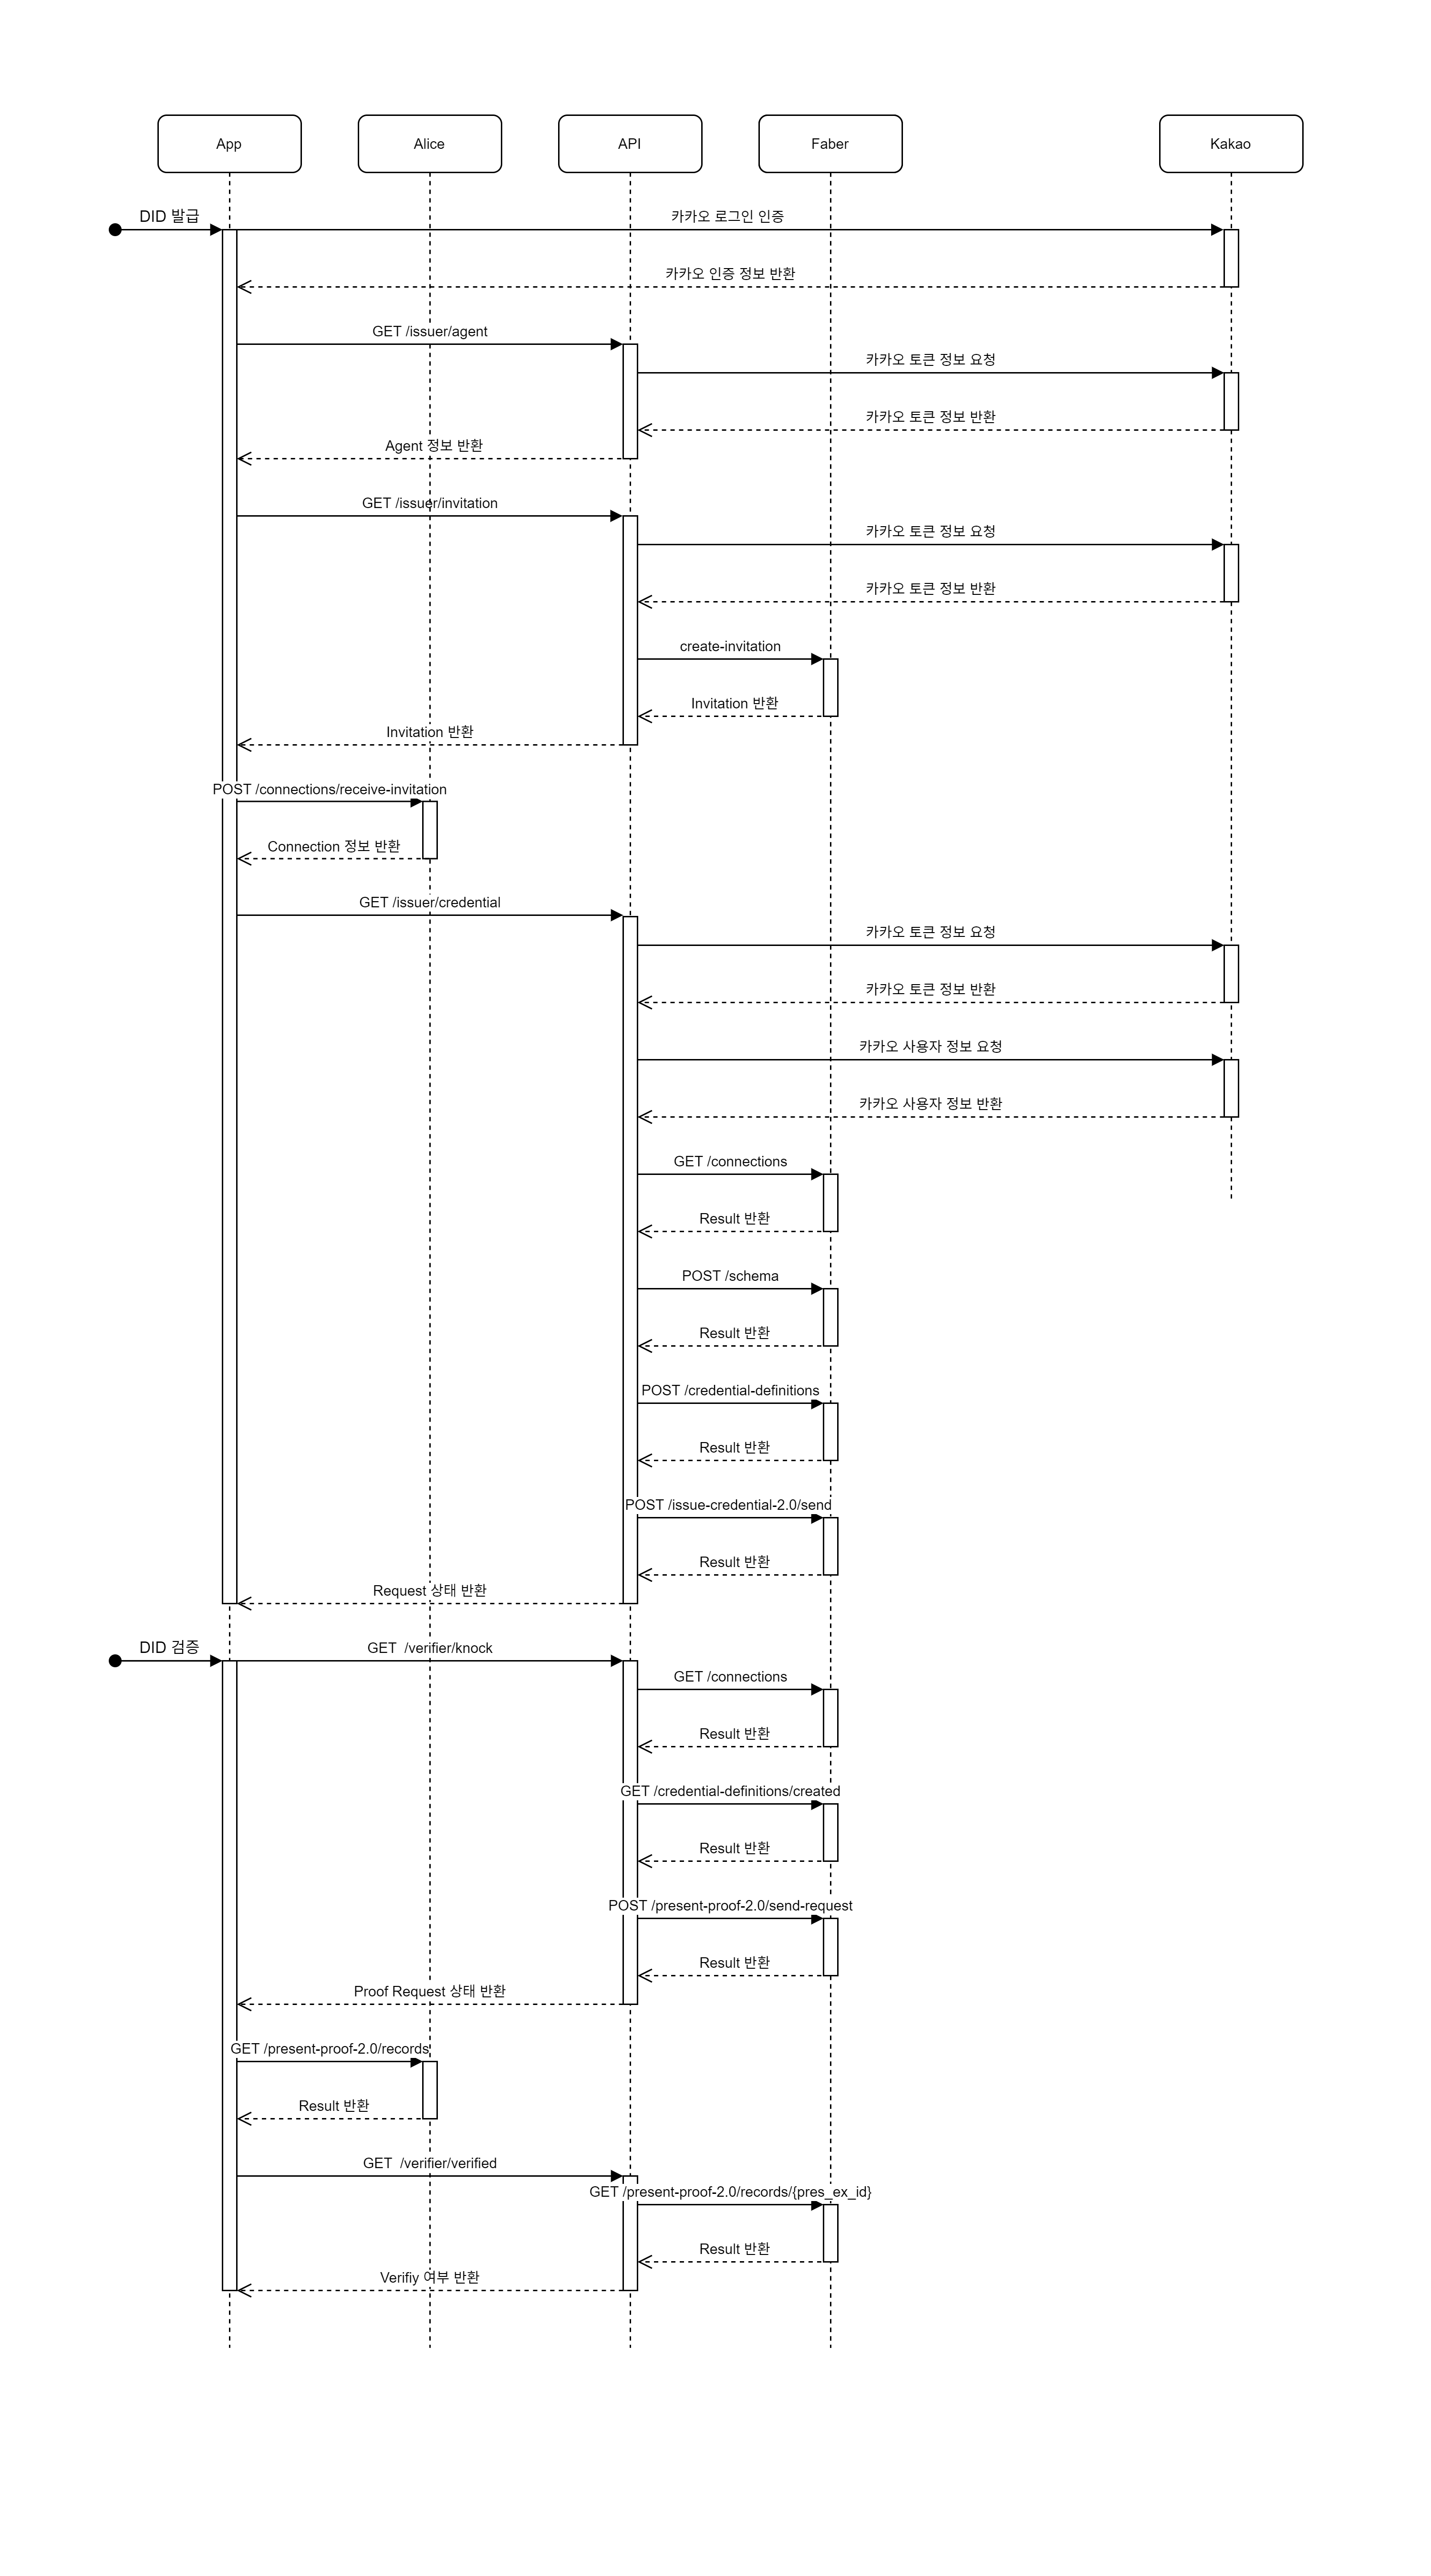 App
Alice
API
Faber
Kakao
DID 발급
카카오 로그인 인증
카카오 인증 정보 반환
GET /issuer/agent
카카오 토큰 정보 요청
카카오 토큰 정보 반환
Agent 정보 반환
GET /issuer/invitation
카카오 토큰 정보 요청
카카오 토큰 정보 반환
create-invitation
Invitation 반환
Invitation 반환
POST /connections/receive-invitation
Connection 정보 반환
GET /issuer/credential
카카오 토큰 정보 요청
카카오 토큰 정보 반환
카카오 사용자 정보 요청
카카오 사용자 정보 반환
GET /connections
Result 반환
POST /schema
Result 반환
POST /credential-definitions
Result 반환
POST /issue-credential-2.0/send
Result 반환
Request 상태 반환
DID 검증
GET  /verifier/knock
GET /connections
Result 반환
GET /credential-definitions/created
Result 반환
POST /present-proof-2.0/send-request
Result 반환
Proof Request 상태 반환
GET /present-proof-2.0/records
Result 반환
GET  /verifier/verified
GET /present-proof-2.0/records/{pres_ex_id}
Result 반환
Verifiy 여부 반환